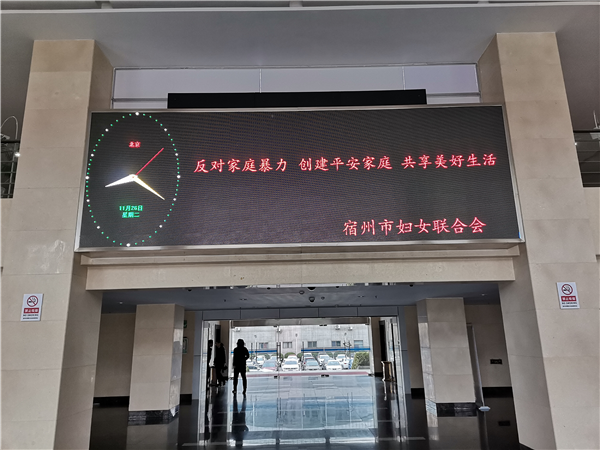 北京
11月26日
星期二
反对家庭暴力 创建平安家庭 共享美好生活
宿州市妇女联合会